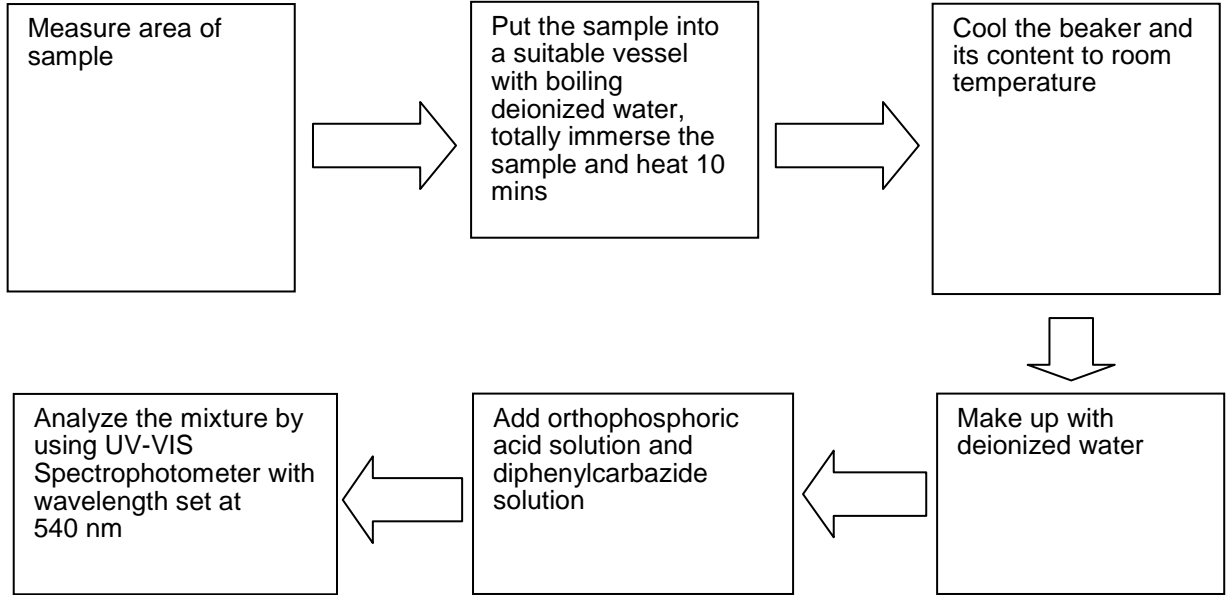 Measure area of
sample
Put the sample into
a suitable vessel
with boiling
deionized water,
totally immerse the
sample and heat 10
mins
Cool the beaker and
its content to room
temperature
Make up with
deionized water
Add orthophosphoric
acid solution and
diphenylcarbazide
solution
Analyze the mixture by
using UV-VIS
Spectrophotometer with
wavelength set at
540 nm